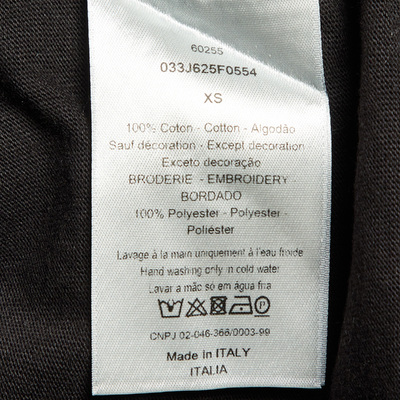 6025S
033J625F0554
XS
100% Coton - Cotton - Algodão
Sauf décoration - Except decoration -
Exceto decoração
BRODERIE - EMBROIDERY
BORDADO
100% Polyester - Polyester -
Poliéster
Lavage à la main uniquement à l'eau froide
Hand washing only in cold water
Lavar a mão so em água fria
CNPJ 02-046-366/0003-99
Made In ITALY
ITALIA